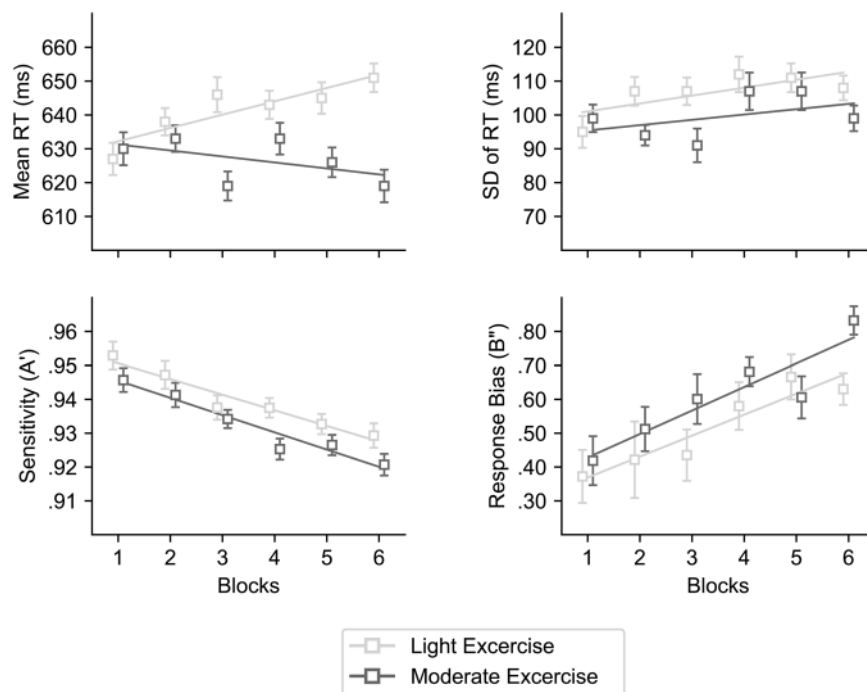 Mean RT (ms)
660
650
640
630
620
610
SD of RT (ms)
120
110
100
90
80
70
Sensitivity (A')
.96
.95
.94
.93
.92
.91
1 2 3 4 5 6
Blocks
Response Bias (B")
.80
.70
.60
.50
.40
.30
1 2 3 4 5 6
Blocks
Light Excercise
Moderate Excercise